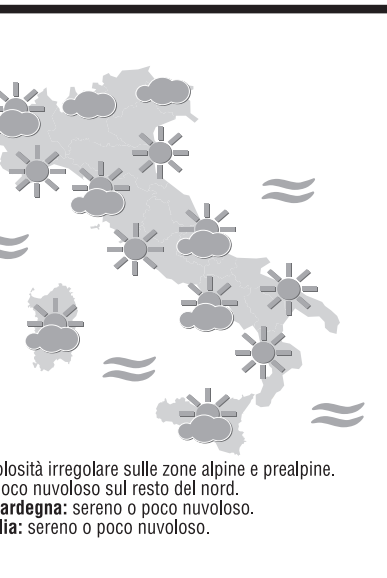 olosità irregolare sulle zone alpine e prealpine.
oco nuvoloso sul resto del nord.
ardegna: sereno o poco nuvoloso.
lia: sereno o poco nuvoloso.